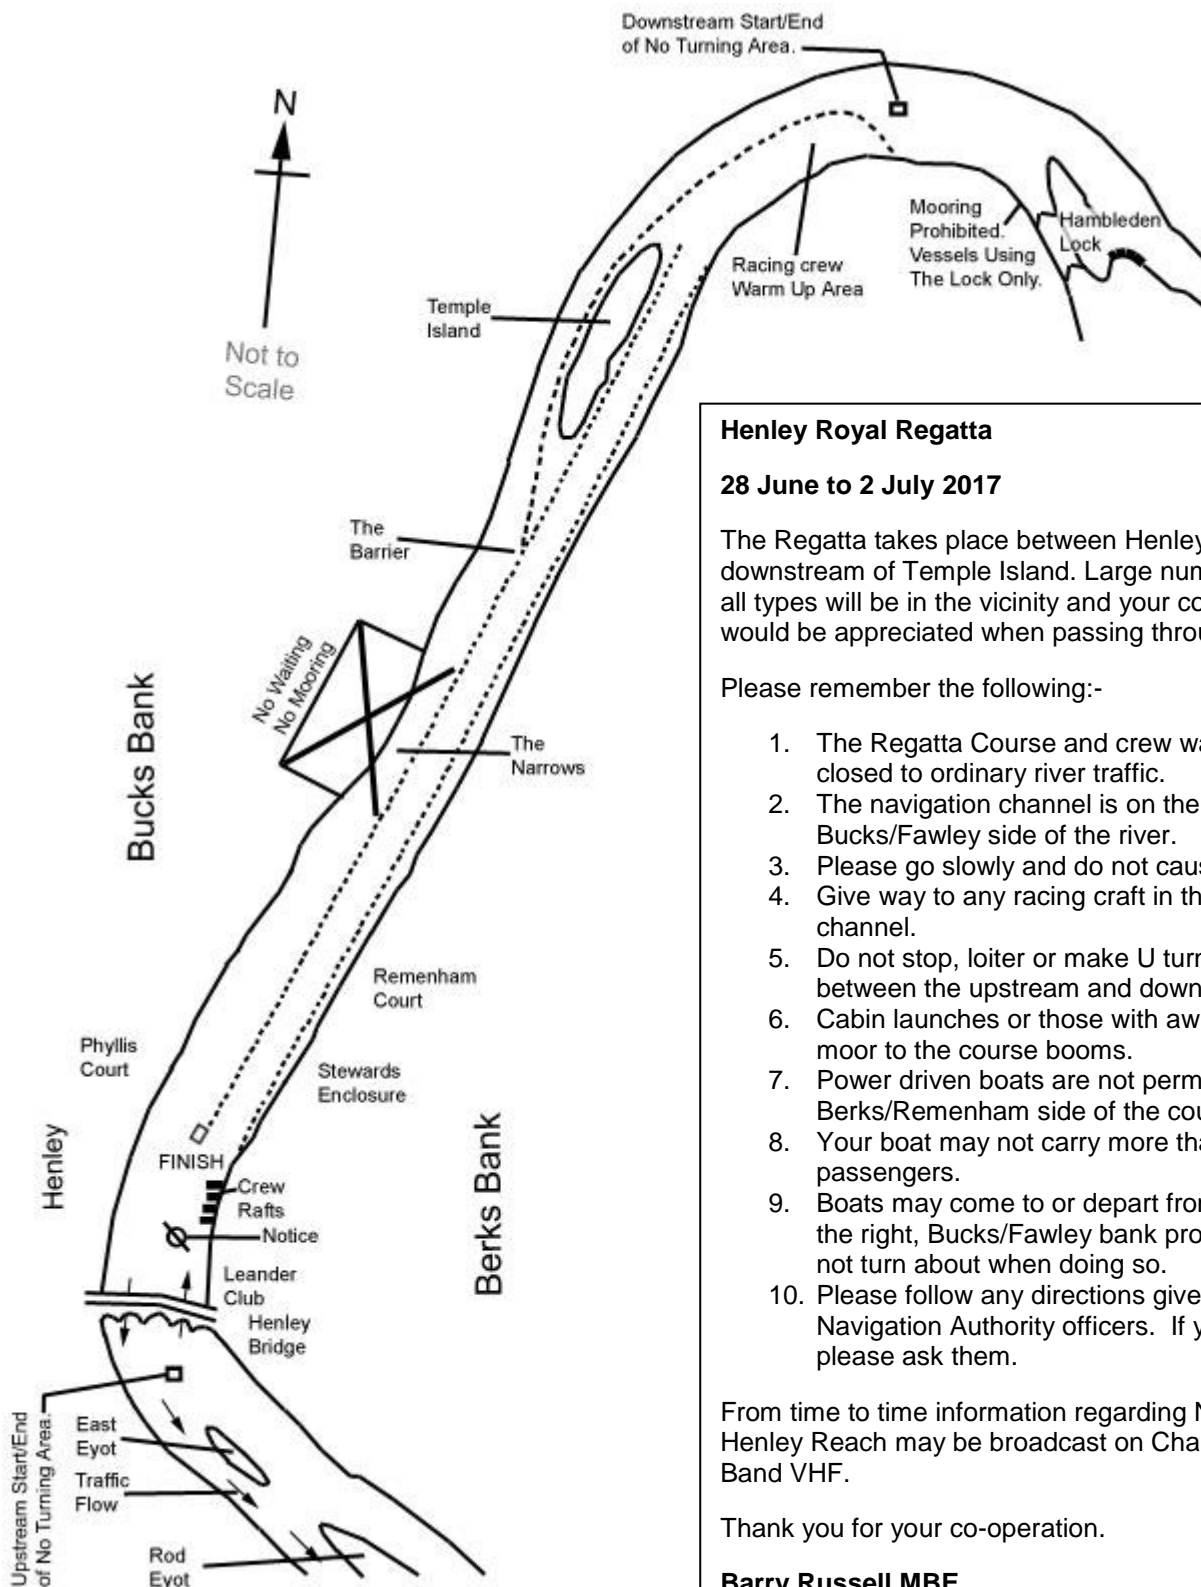 Downstream Start/End
of No Turning Area.
N
Not to
Scale
Mooring
Prohibited.
Vessels Using
The Lock Only.
Hambleden
Lock
Racing crew
Warm Up Area
Temple
Island
The
Barrier
No Waiting
No Mooring
The
Narrows
Bucks Bank
Remenham
Court
Phyllis
Court
Stewards
Enclosure
Henley
Berks Bank
FINISH
Crew
Rafts
Notice
Leander
Club
Henley
Bridge
Upstream Start/End
of No Turning Area.
East
Eyot
Traffic
Flow
Rod
Eyot
Henley Royal Regatta
28 June to 2 July 2017
The Regatta takes place between Henley
downstream of Temple Island. Large num
all types will be in the vicinity and your co
would be appreciated when passing throu
Please remember the following:-
1. The Regatta Course and crew wa
closed to ordinary river traffic.
2. The navigation channel is on the
Bucks/Fawley side of the river.
3. Please go slowly and do not caus
4. Give way to any racing craft in th
channel.
5. Do not stop, loiter or make U turn
between the upstream and down
6. Cabin launches or those with aw
moor to the course booms.
7. Power driven boats are not perm
Berks/Remenham side of the cou
8. Your boat may not carry more tha
passengers.
9. Boats may come to or depart fro
the right, Bucks/Fawley bank pro
not turn about when doing so.
10. Please follow any directions give
Navigation Authority officers. If y
please ask them.
From time to time information regarding N
Henley Reach may be broadcast on Cha
Band VHF.
Thank you for your co-operation.
Barry Russell MBE